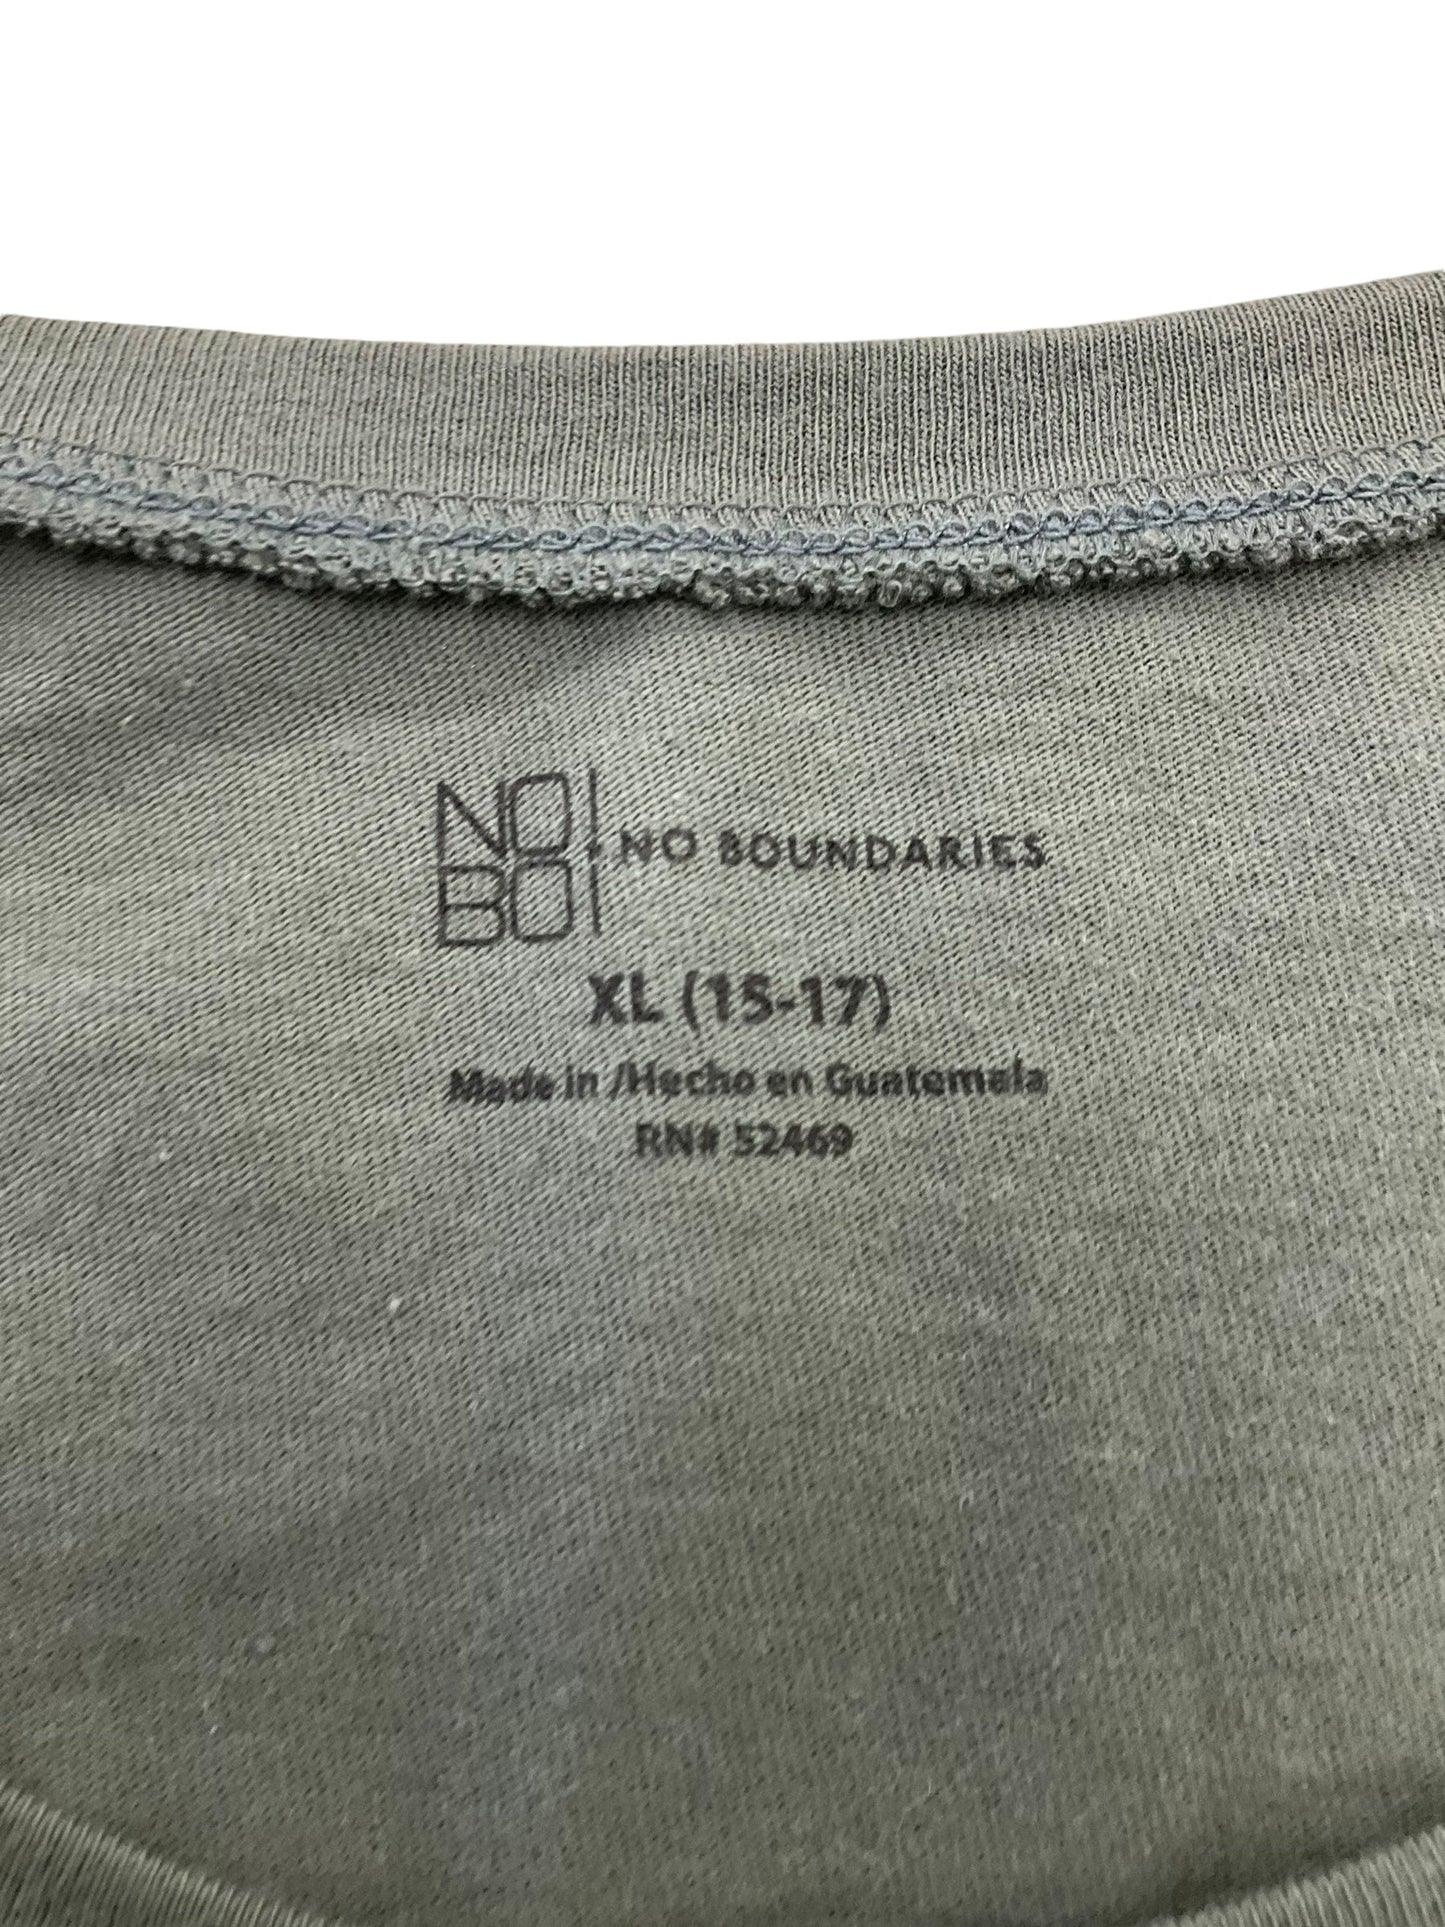 NO
BO
NO BOUNDARIES
XL (15-17)
Made in /Hecho en Guatemala
RN# 52469